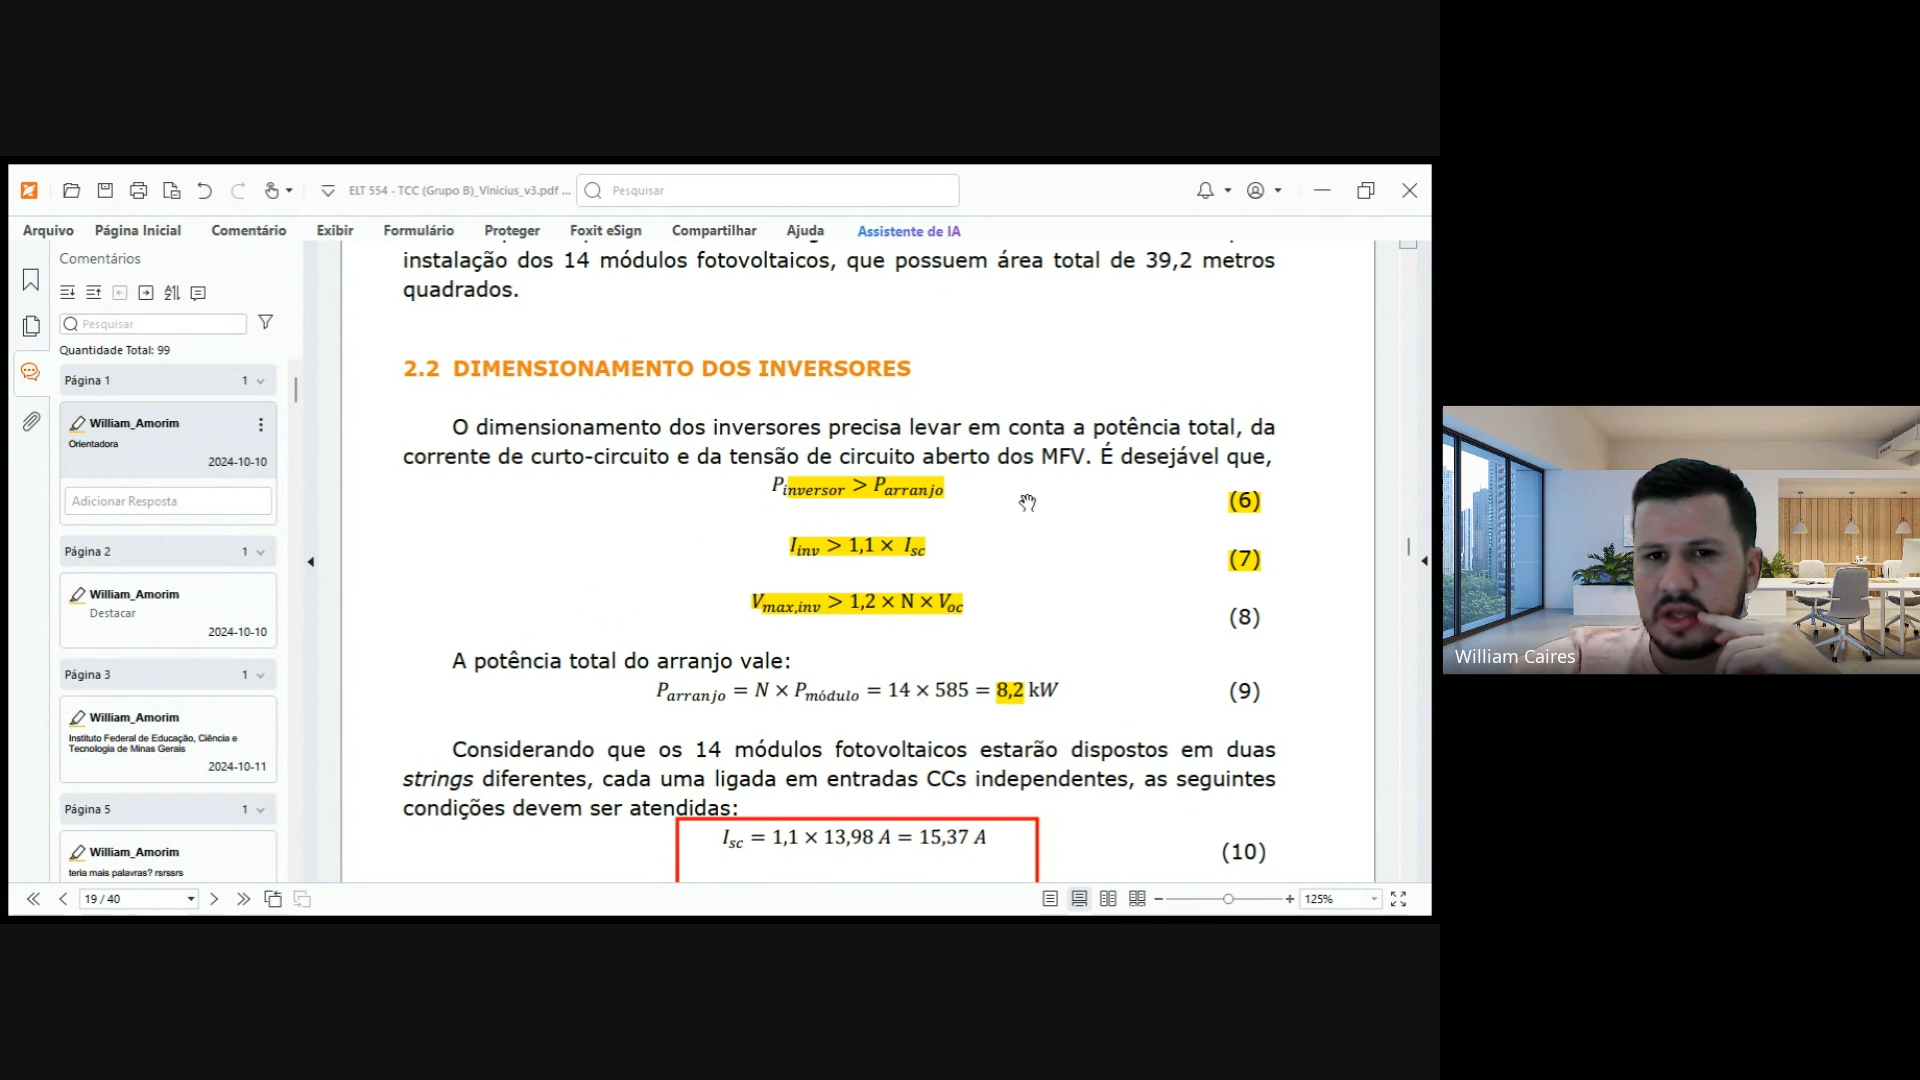 ELT 554 - TCC (Grupo B)_Vinicius_v3.pdf ...
Pesquisar
Arquivo
Página Inicial
Comentário
Exibir
Formulário
Proteger
Foxit eSign
Compartilhar
Ajuda
Assistente de IA
Comentários
Pesquisar
Quantidade Total: 99
Página 1
1
William_Amorim
Orientadora
2024-10-10
Adicionar Resposta
Página 2
1
William_Amorim
Destacar
2024-10-10
Página 3
1
William_Amorim
Instituto Federal de Educação, Ciência e
Tecnologia de Minas Gerais
2024-10-11
Página 5
1
William_Amorim
teria mais palavras? rsrssrs
instalação dos 14 módulos fotovoltaicos, que possuem área total de 39,2 metros
quadrados.
2.2 DIMENSIONAMENTO DOS INVERSORES
O dimensionamento dos inversores precisa levar em conta a potência total, da
corrente de curto-circuito e da tensão de circuito aberto dos MFV. É desejável que,
P_inversor > P_arranjo
(6)
I_inv > 1,1 × I_sc
(7)
V_max,inv > 1,2 × N × V_oc
(8)
A potência total do arranjo vale:
P_arranjo = N × P_módulo = 14 × 585 = 8,2 kW
(9)
Considerando que os 14 módulos fotovoltaicos estarão dispostos em duas
strings diferentes, cada uma ligada em entradas CCs independentes, as seguintes
condições devem ser atendidas:
I_sc = 1,1 × 13,98 A = 15,37 A
(10)
19 / 40
125%
William Caires